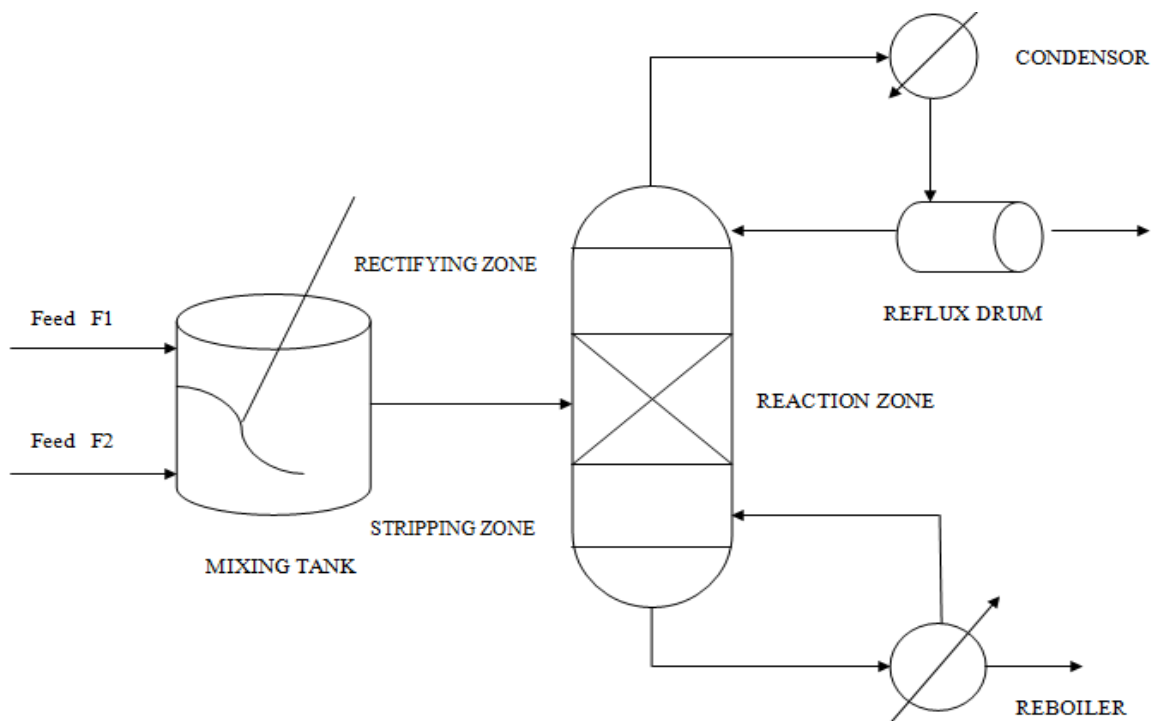 CONDENSOR
RECTIFYING ZONE
Feed F1
REFLUX DRUM
REACTION ZONE
Feed F2
STRIPPING ZONE
MIXING TANK
REBOILER